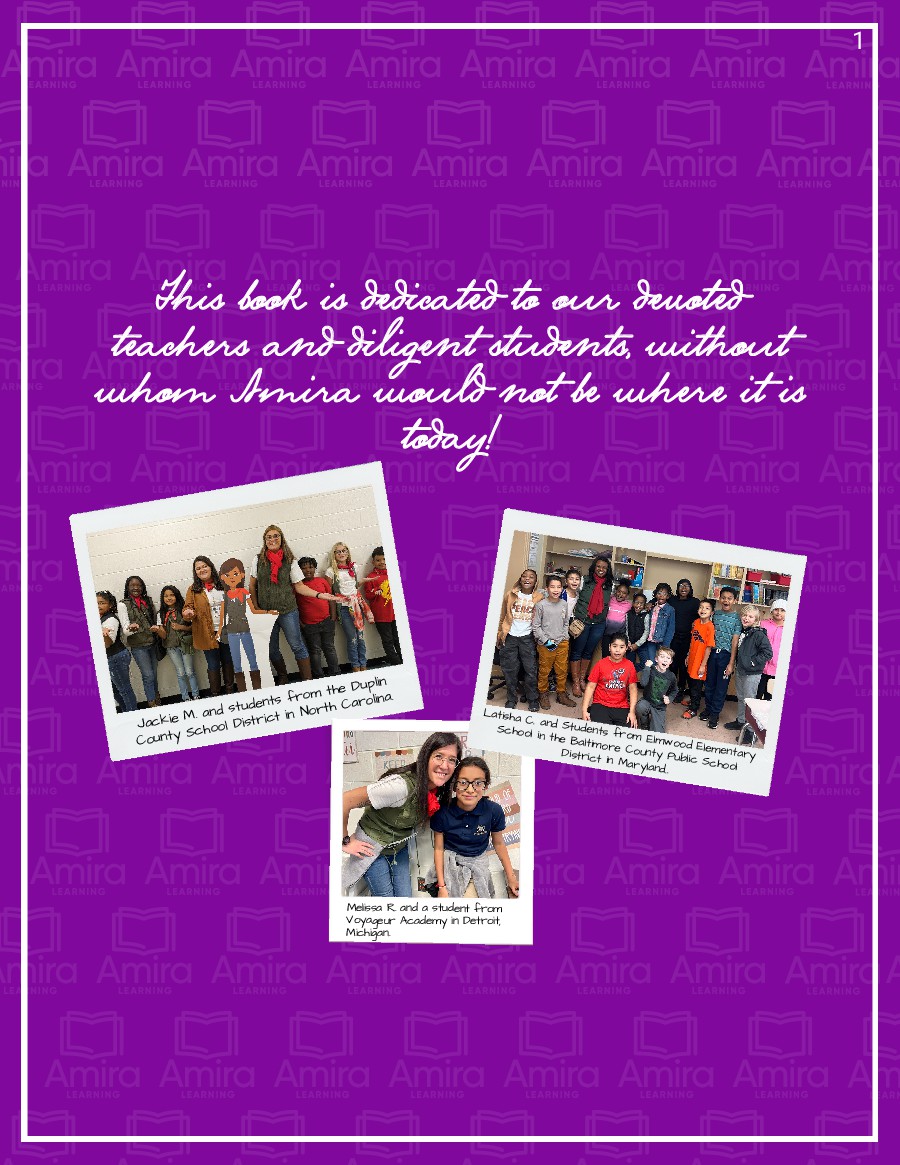 1
This book is dedicated to our devoted
teachers and diligent students, without
whom Amira would not be where it is
today!
Jackie M. and students from the Duplin
County School District in North Carolina.
Latisha C. and Students from Elmwood Elementary
School in the Baltmore County Public School
District in Maryland.
Melissa R. and a student from
Voyageur Academy in Detroit,
Michigan.
Amira
LEARNING